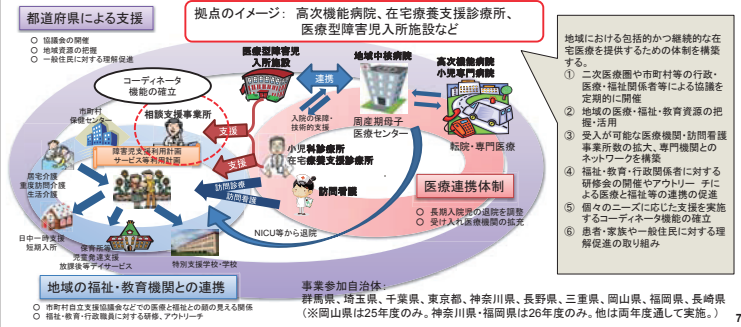 都道府県による支援
○ 協議会の開催
○ 地域資源の把握
○ 一般住民に対する理解促進
拠点のイメージ： 高次機能病院、在宅療養支援診療所、
医療型障害児入所施設など
コーディネータ
機能の確立
医療型障害児
入所施設
連携
地域中核病院
高次機能病院
小児専門病院
市町村
保健センター
相談支援事業所
支援
入院の保障・
技術的支援
周産期母子
医療センター
転院・専門医療
障害児支援利用計画
サービス等利用計画
支援
小児科診療所
在宅療養支援診療所
居宅介護
重度訪問介護
生活介護
訪問診療
訪問看護
訪問看護
医療連携体制
○ 長期入院児の退院を調整
○ 受け入れ医療機関の拡充
日中一時支援
短期入所
保育所等
児童発達支援
放課後等デイサービス
特別支援学校・学校
NICU等から退院
地域の福祉・教育機関との連携
○ 市町村自立支援協議会などでの医療と福祉との顔の見える関係
○ 福祉・教育・行政職員に対する研修、アウトリーチ
地域における包括的かつ継続的な在
宅医療を提供するための体制を構築
する。
① 二次医療圏や市町村等の行政・
医療・福祉関係者等による協議を
定期的に開催
② 地域の医療・福祉・教育資源の把
握・活用
③ 受入が可能な医療機関・訪問看護
事業所数の拡大、専門機関との
ネットワークを構築
④ 福祉・教育・行政関係者に対する
研修会の開催やアウトリー チに
よる医療と福祉等の連携の促進
⑤ 個々のニーズに応じた支援を実施
するコーディネータ機能の確立
⑥ 患者・家族や一般住民に対する理
解促進の取り組み
事業参加自治体：
群馬県、埼玉県、千葉県、東京都、神奈川県、長野県、三重県、岡山県、福岡県、長崎県
（※岡山県は25年度のみ。神奈川県・福岡県は26年度のみ。他は両年度通して実施。）
7